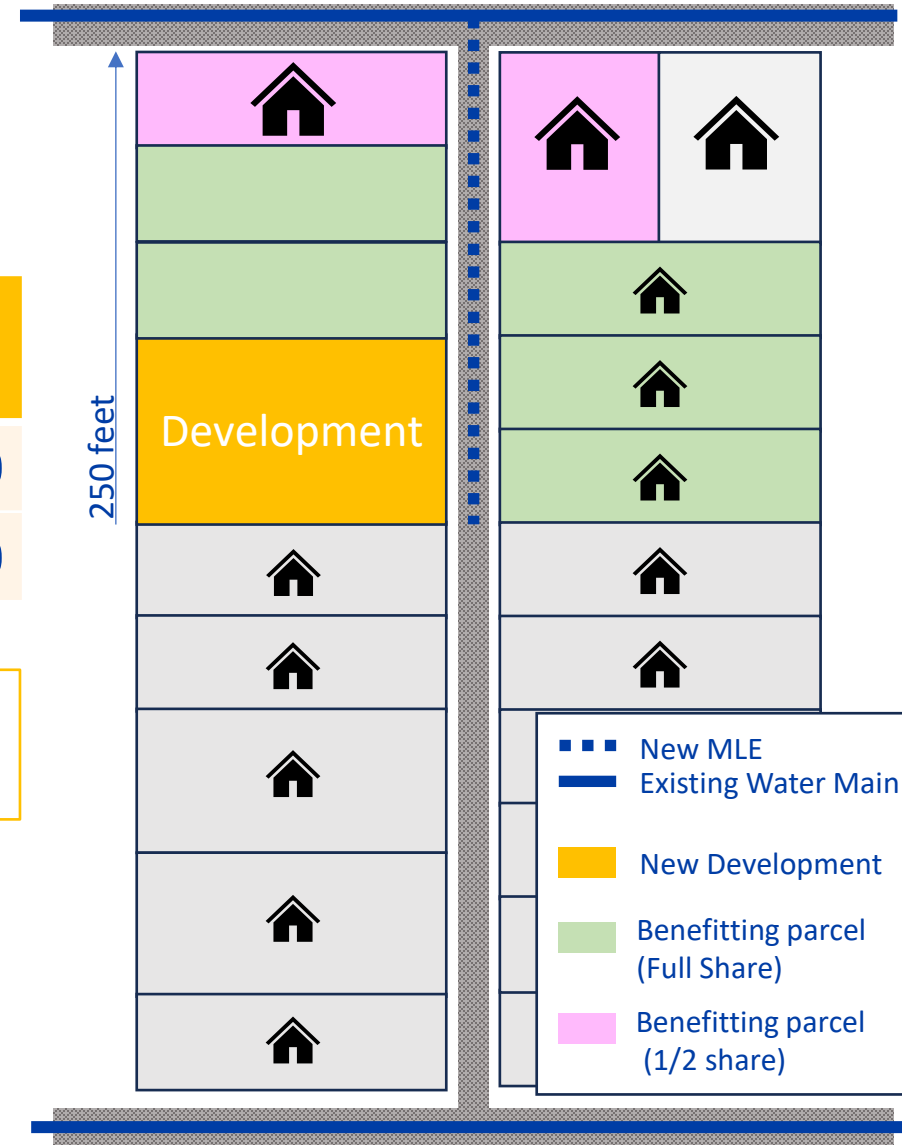 250 feet
Development
New MLE
Existing Water Main
New Development
Benefitting parcel
(Full Share)
Benefitting parcel
(1/2 share)